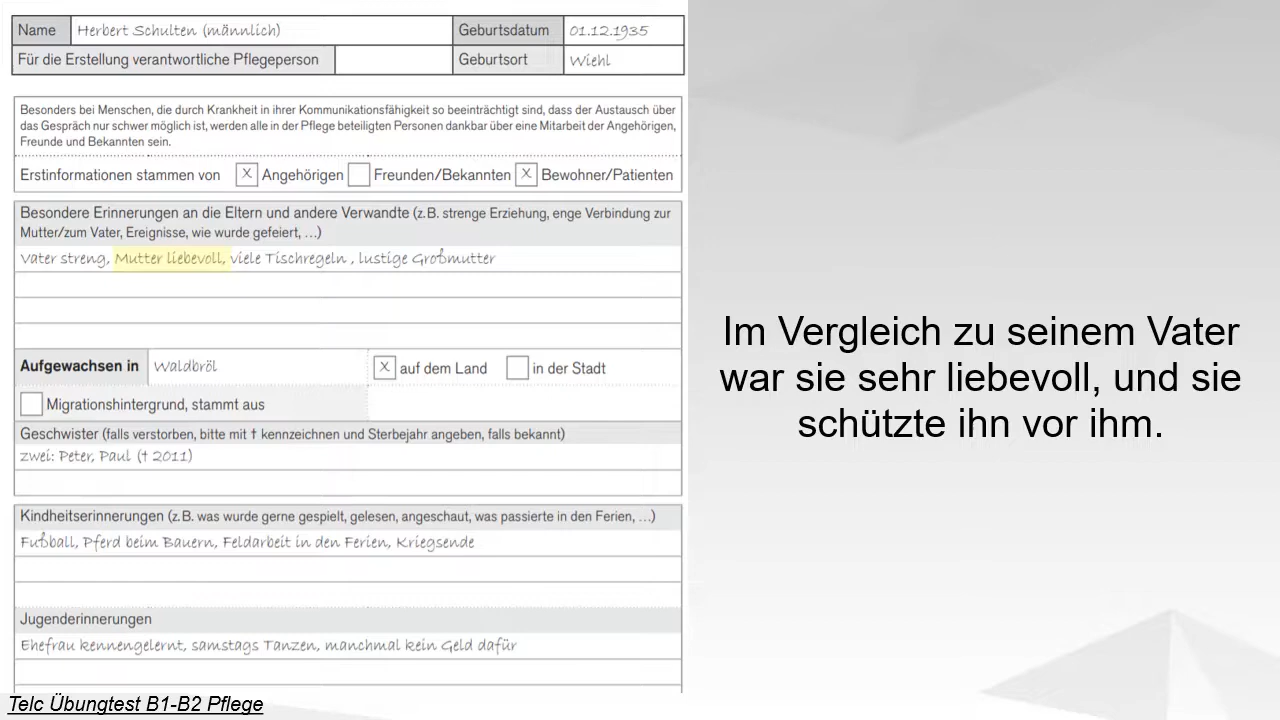 Name Herbert Schulten (männlich) Geburtsdatum 01.12.1935
Für die Erstellung verantwortliche Pflegeperson Geburtsort Wiehl
Besonders bei Menschen, die durch Krankheit in ihrer Kommunikationsfähigkeit so beeinträchtigt sind, dass der Austausch über
das Gespräch nur schwer möglich ist, werden alle in der Pflege beteiligten Personen dankbar über eine Mitarbeit der Angehörigen,
Freunde und Bekannten sein.
Erstinformationen stammen von X Angehörigen Freunden/Bekannten X Bewohner/Patienten
Besondere Erinnerungen an die Eltern und andere Verwandte (z.B. strenge Erziehung, enge Verbindung zur
Mutter/zum Vater, Ereignisse, wie wurde gefeiert, ...)
Vater streng, Mutter liebevoll, viele Tischregeln , lustige Großmutter
Aufgewachsen in Waldbröl X auf dem Land in der Stadt
Migrationshintergrund, stammt aus
Geschwister (falls verstorben, bitte mit † kennzeichnen und Sterbejahr angeben, falls bekannt)
zwei: Peter, Paul († 2011)
Kindheitserinnerungen (z.B. was wurde gerne gespielt, gelesen, angeschaut, was passierte in den Ferien, ...)
Fußball, Pferd beim Bauern, Feldarbeit in den Ferien, Kriegsende
Jugenderinnerungen
Ehefrau kennengelernt, samstags Tanzen, manchmal kein Geld dafür
Telc Übungtest B1-B2 Pflege
Im Vergleich zu seinem Vater
war sie sehr liebevoll, und sie
schützte ihn vor ihm.